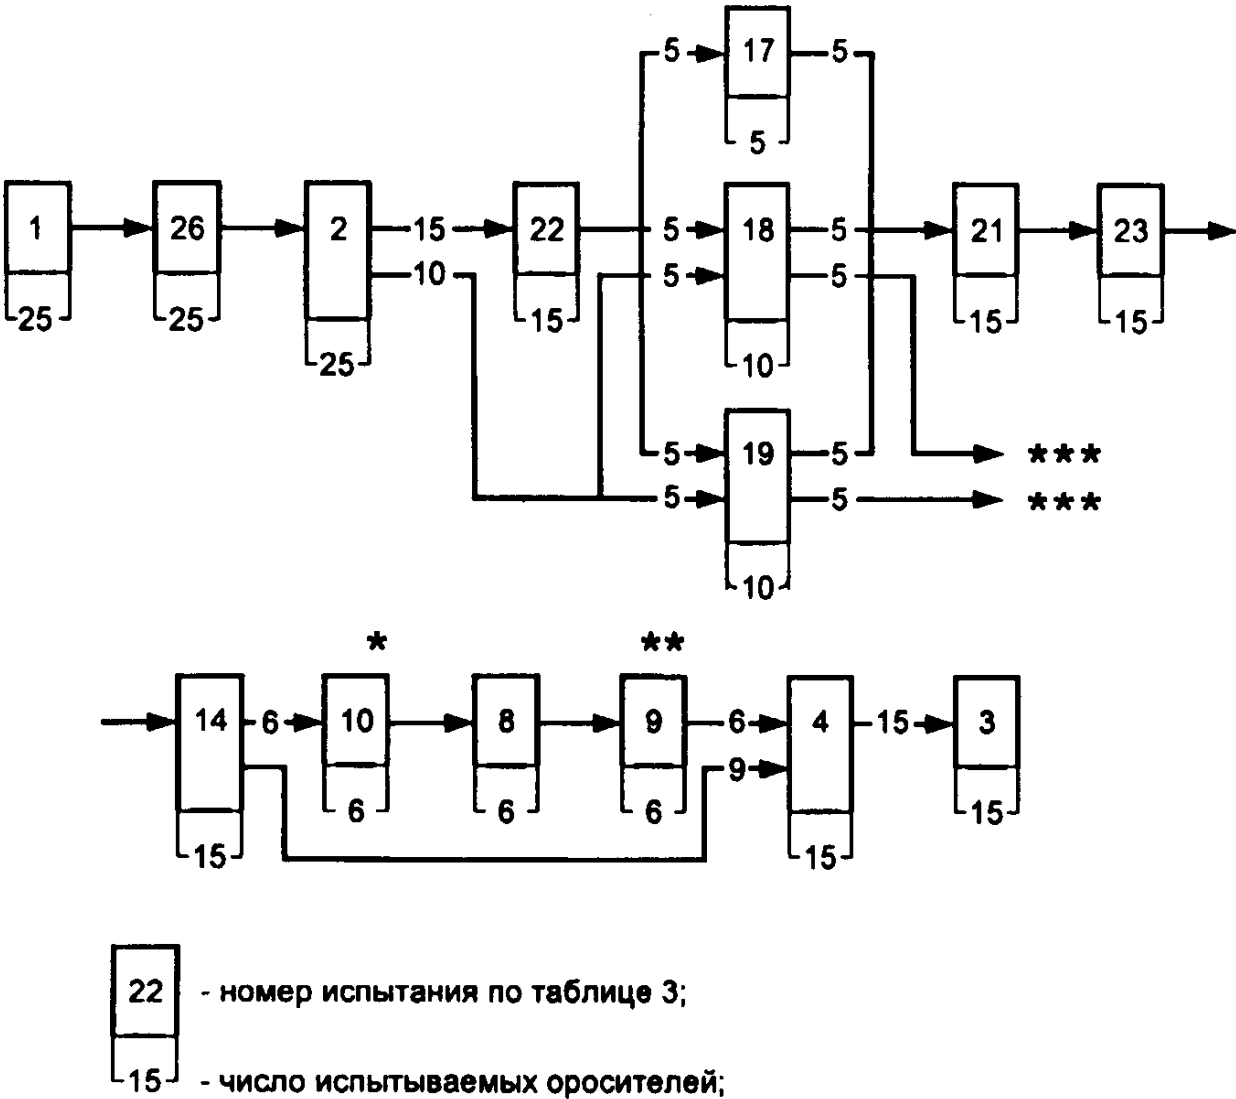 5 17 5
5
1 26 2 15 22 5 18 5 21 23
10 5 5
25 25 15 15 15
25 10
5 19 5 ***
5 5 ***
10
* **
14 6 10 8 9 6 4 15 3
9
6 6 6 15
15 15
22 - номер испытания по таблице 3;
15 - число испытываемых оросителей;